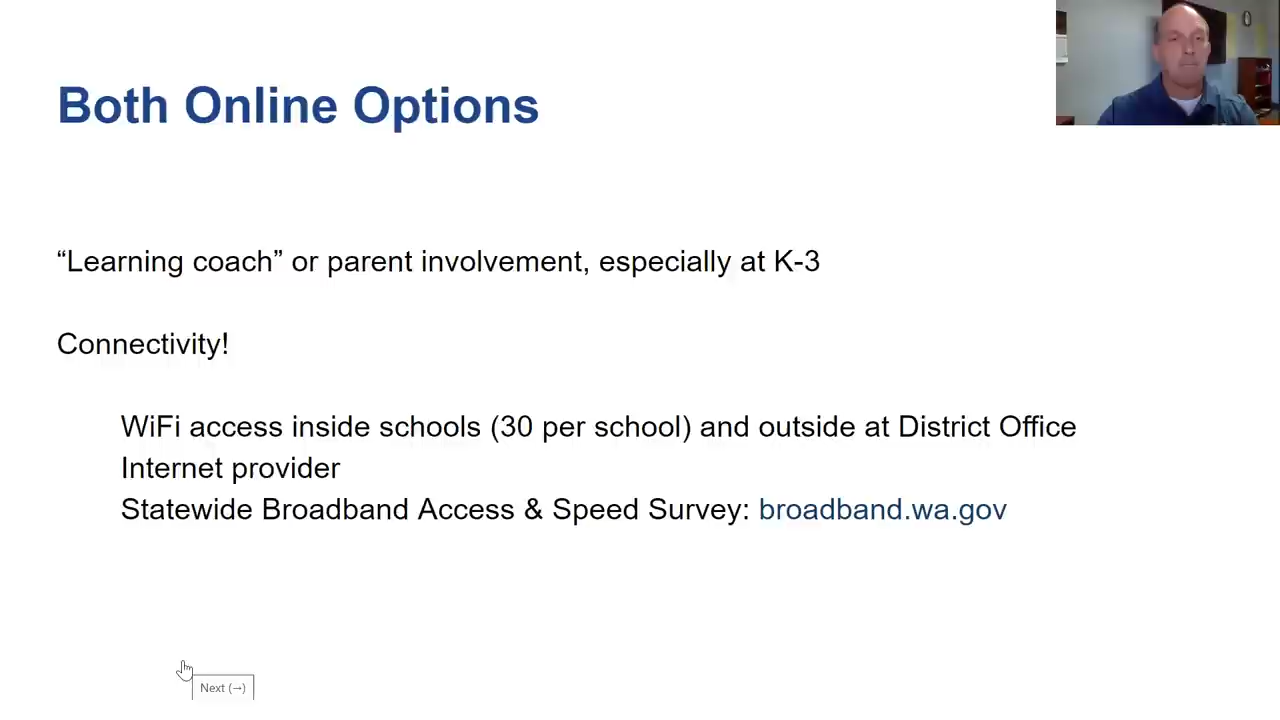 Both Online Options
“Learning coach” or parent involvement, especially at K-3
Connectivity!
WiFi access inside schools (30 per school) and outside at District Office
Internet provider
Statewide Broadband Access & Speed Survey: broadband.wa.gov
Next (→)